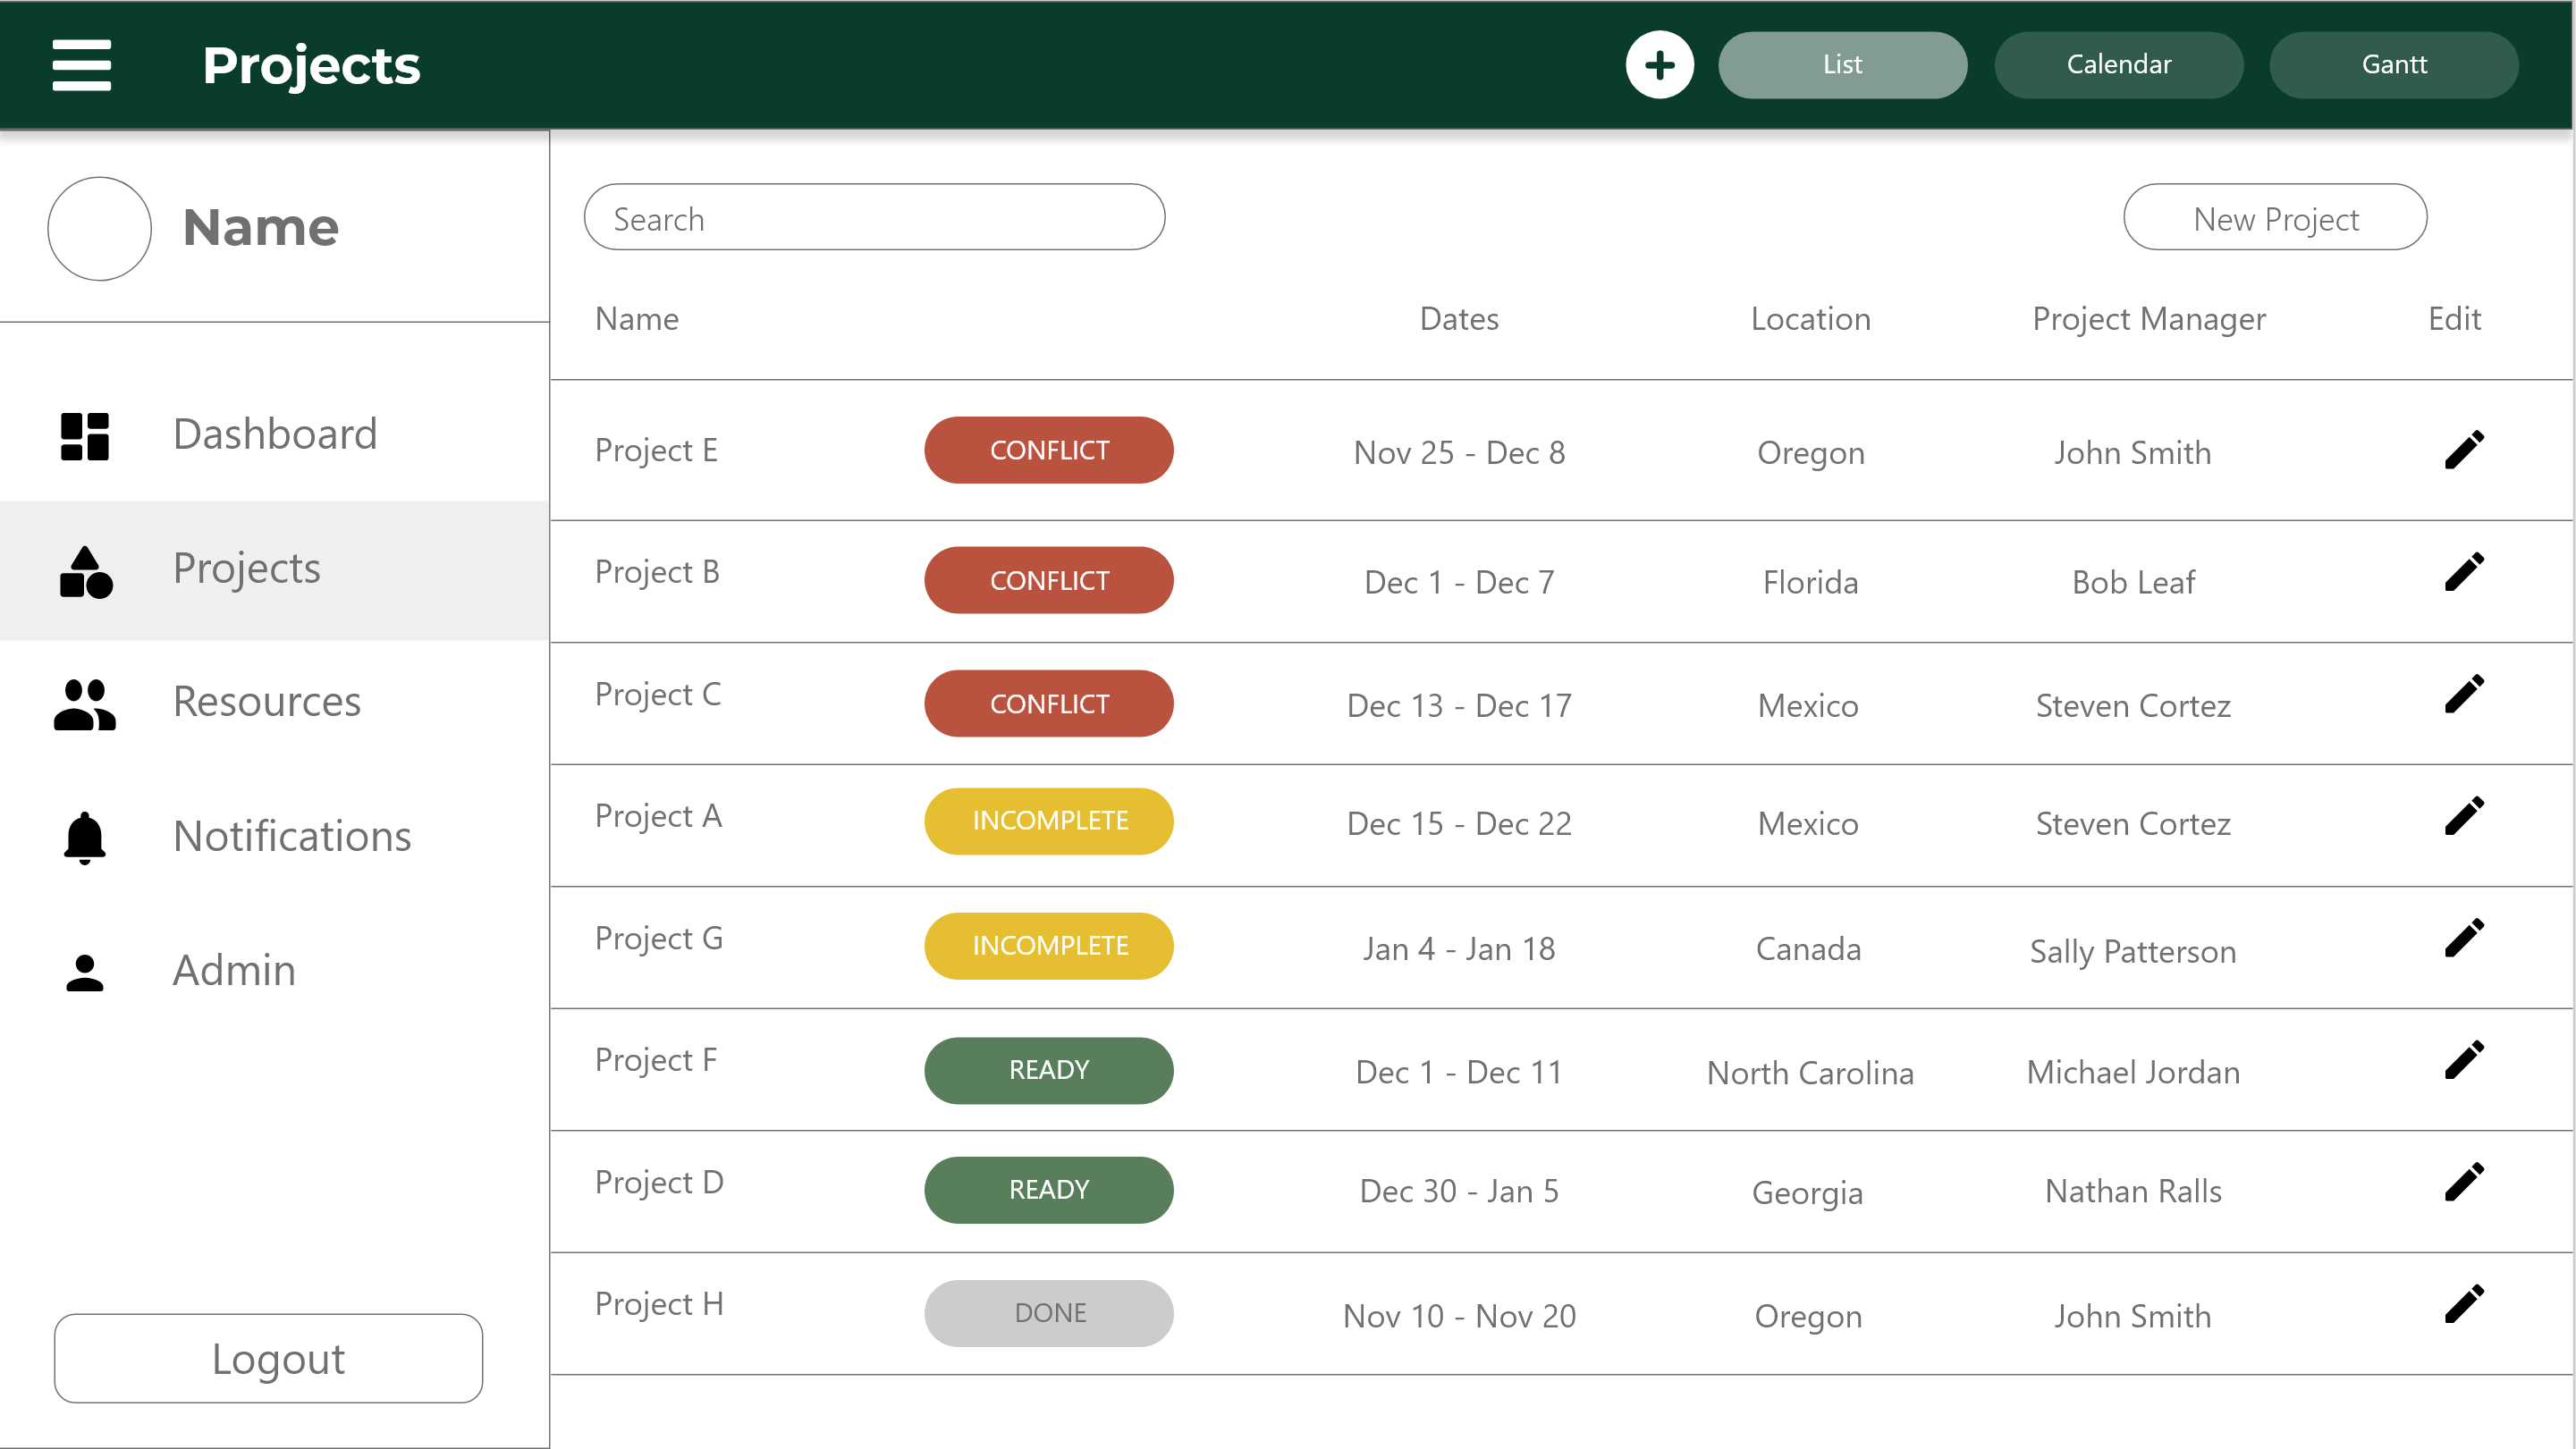 Projects
List Calendar Gantt
Name
Dashboard
Projects
Resources
Notifications
Admin
Logout
Search New Project
Name Dates Location Project Manager Edit
Project E CONFLICT Nov 25 - Dec 8 Oregon John Smith
Project B CONFLICT Dec 1 - Dec 7 Florida Bob Leaf
Project C CONFLICT Dec 13 - Dec 17 Mexico Steven Cortez
Project A INCOMPLETE Dec 15 - Dec 22 Mexico Steven Cortez
Project G INCOMPLETE Jan 4 - Jan 18 Canada Sally Patterson
Project F READY Dec 1 - Dec 11 North Carolina Michael Jordan
Project D READY Dec 30 - Jan 5 Georgia Nathan Ralls
Project H DONE Nov 10 - Nov 20 Oregon John Smith